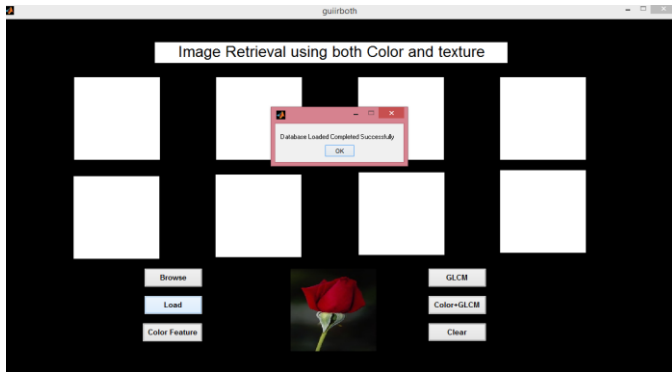 guiirboth
Image Retrieval using both Color and texture
Database Loaded Completed Successfully
OK
Browse
GLCM
Load
Color+GLCM
Color Feature
Clear